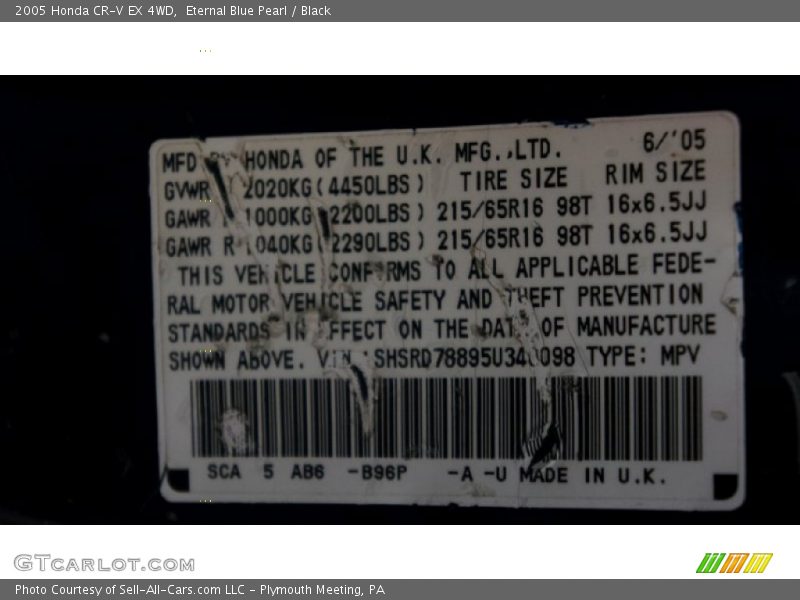 2005 Honda CR-V EX 4WD, Eternal Blue Pearl / Black
MFD BY HONDA OF THE U.K. MFG.,LTD. 6/'05
GVWR 2020KG(4450LBS) TIRE SIZE RIM SIZE
GAWR 1000KG(2200LBS) 215/65R16 98T 16x6.5JJ
GAWR R 1040KG(2290LBS) 215/65R16 98T 16x6.5JJ
THIS VEHICLE CONFORMS TO ALL APPLICABLE FEDE-
RAL MOTOR VEHICLE SAFETY AND THEFT PREVENTION
STANDARDS IN EFFECT ON THE DATE OF MANUFACTURE
SHOWN ABOVE. VIN: TYPE: MPV
SCA 5 AB6 -B96P -A -U MADE IN U.K.
GTCARLOT.COM
Photo Courtesy of Sell-All-Cars.com LLC - Plymouth Meeting, PA